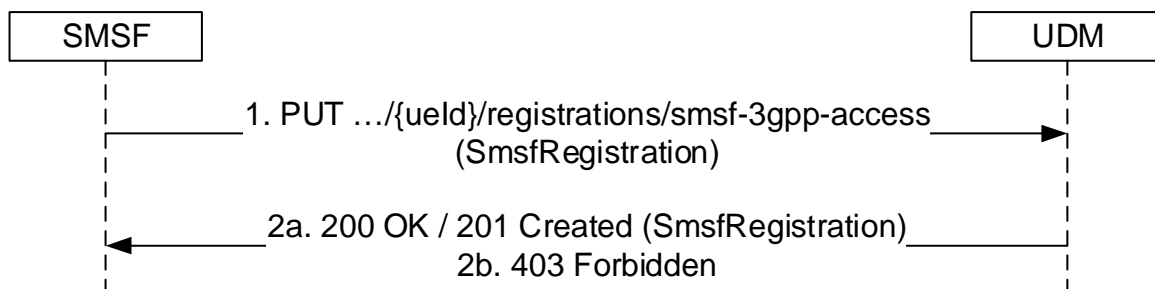 SMSF
UDM
1. PUT …/{ueId}/registrations/smsf-3gpp-access
(SmsfRegistration)
2a. 200 OK / 201 Created (SmsfRegistration)
2b. 403 Forbidden